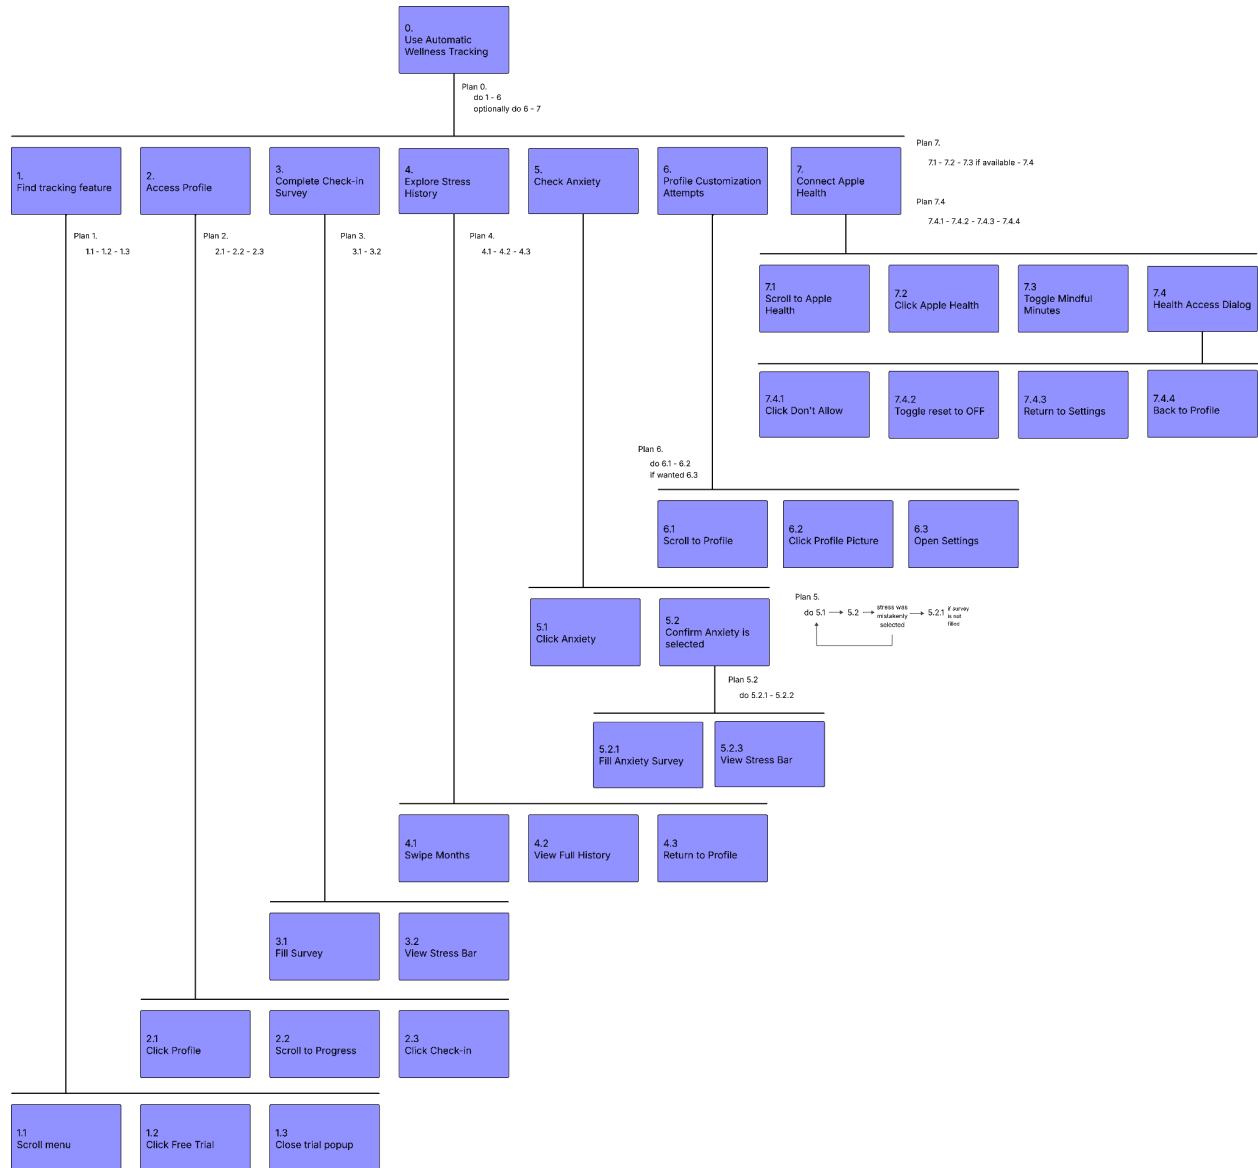 0.
Use Automatic
Wellness Tracking
Plan 0.
do 1 - 6
optionally do 6 - 7
1.
Find tracking feature
2.
Access Profile
3.
Complete Check-in
Survey
4.
Explore Stress
History
5.
Check Anxiety
6.
Profile Customization
Attempts
7.
Connect Apple
Health
Plan 7.
7.1 - 7.2 - 7.3 if available - 7.4
Plan 7.4
7.4.1 - 7.4.2 - 7.4.3 - 7.4.4
Plan 1.
1.1 - 1.2 - 1.3
Plan 2.
2.1 - 2.2 - 2.3
Plan 3.
3.1 - 3.2
Plan 4.
4.1 - 4.2 - 4.3
7.1
Scroll to Apple
Health
7.2
Click Apple Health
7.3
Toggle Mindful
Minutes
7.4
Health Access Dialog
7.4.1
Click Don't Allow
7.4.2
Toggle reset to OFF
7.4.3
Return to Settings
7.4.4
Back to Profile
Plan 6.
do 6.1 - 6.2
if wanted 6.3
6.1
Scroll to Profile
6.2
Click Profile Picture
6.3
Open Settings
5.1
Click Anxiety
5.2
Confirm Anxiety is
selected
Plan 5.
do 5.1
5.2
stress was
mistakenly
selected
5.2.1
if survey
is not
filled
Plan 5.2
do 5.2.1 - 5.2.2
5.2.1
Fill Anxiety Survey
5.2.3
View Stress Bar
4.1
Swipe Months
4.2
View Full History
4.3
Return to Profile
3.1
Fill Survey
3.2
View Stress Bar
2.1
Click Profile
2.2
Scroll to Progress
2.3
Click Check-in
1.1
Scroll menu
1.2
Click Free Trial
1.3
Close trial popup